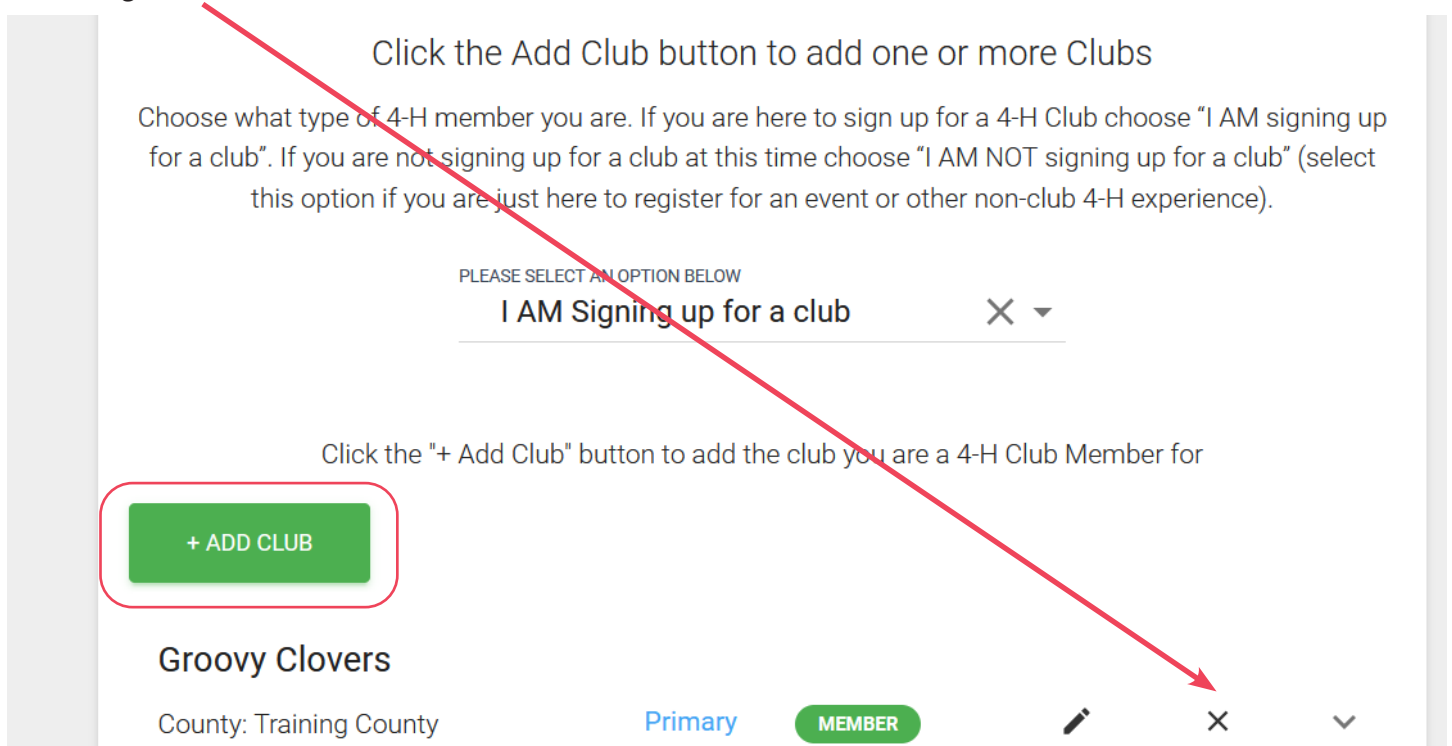 Click the Add Club button to add one or more Clubs
Choose what type of 4-H member you are. If you are here to sign up for a 4-H Club choose “I AM signing up
for a club”. If you are not signing up for a club at this time choose “I AM NOT signing up for a club” (select
this option if you are just here to register for an event or other non-club 4-H experience).
PLEASE SELECT AN OPTION BELOW
I AM Signing up for a club
Click the "+ Add Club" button to add the club you are a 4-H Club Member for
+ ADD CLUB
Groovy Clovers
County: Training County Primary MEMBER